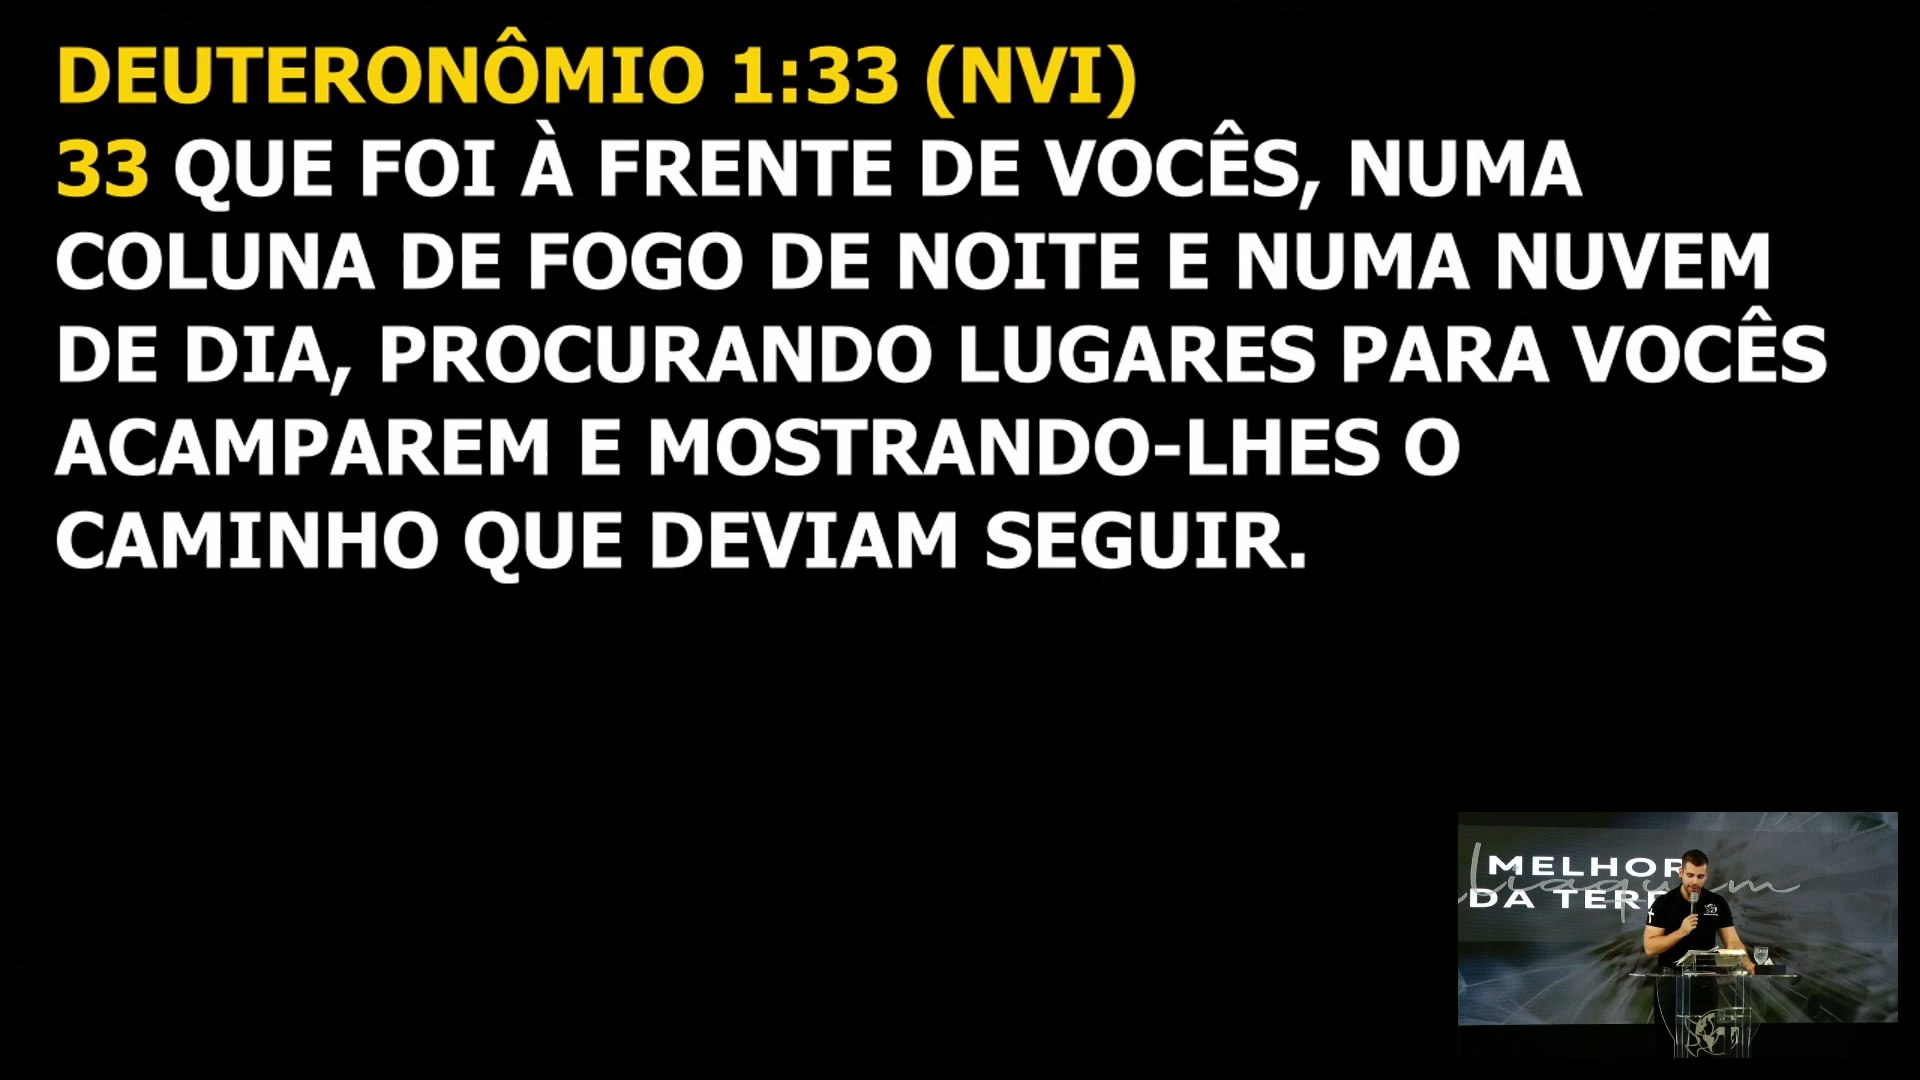 DEUTERONÔMIO 1:33 (NVI)
33 QUE FOI À FRENTE DE VOCÊS, NUMA
COLUNA DE FOGO DE NOITE E NUMA NUVEM
DE DIA, PROCURANDO LUGARES PARA VOCÊS
ACAMPAREM E MOSTRANDO-LHES O
CAMINHO QUE DEVIAM SEGUIR.
MELHOR
DA